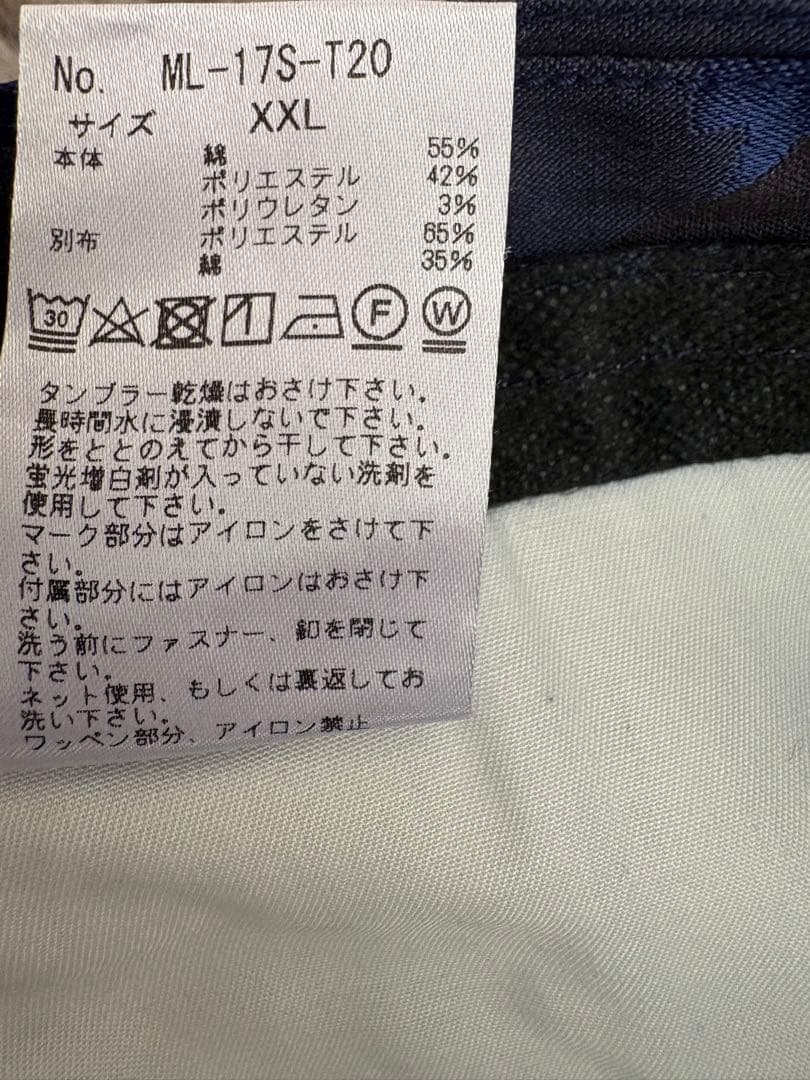 No. ML-17S-T20
サイズ XXL
本体 綿 55%
ポリエステル 42%
ポリウレタン 3%
別布 ポリエステル 65%
綿 35%
30 F W
タンブラー乾燥はおさけ下さい。
長時間水に浸漬しないで下さい。
形をととのえてから干して下さい。
蛍光増白剤が入っていない洗剤を
使用して下さい。
マーク部分はアイロンをさけて下
さい。
付属部分にはアイロンはおさけ下
さい。
洗う前にファスナー、釦を閉じて
下さい。
ネット使用、もしくは裏返してお
洗い下さい。
ワッペン部分、アイロン禁止